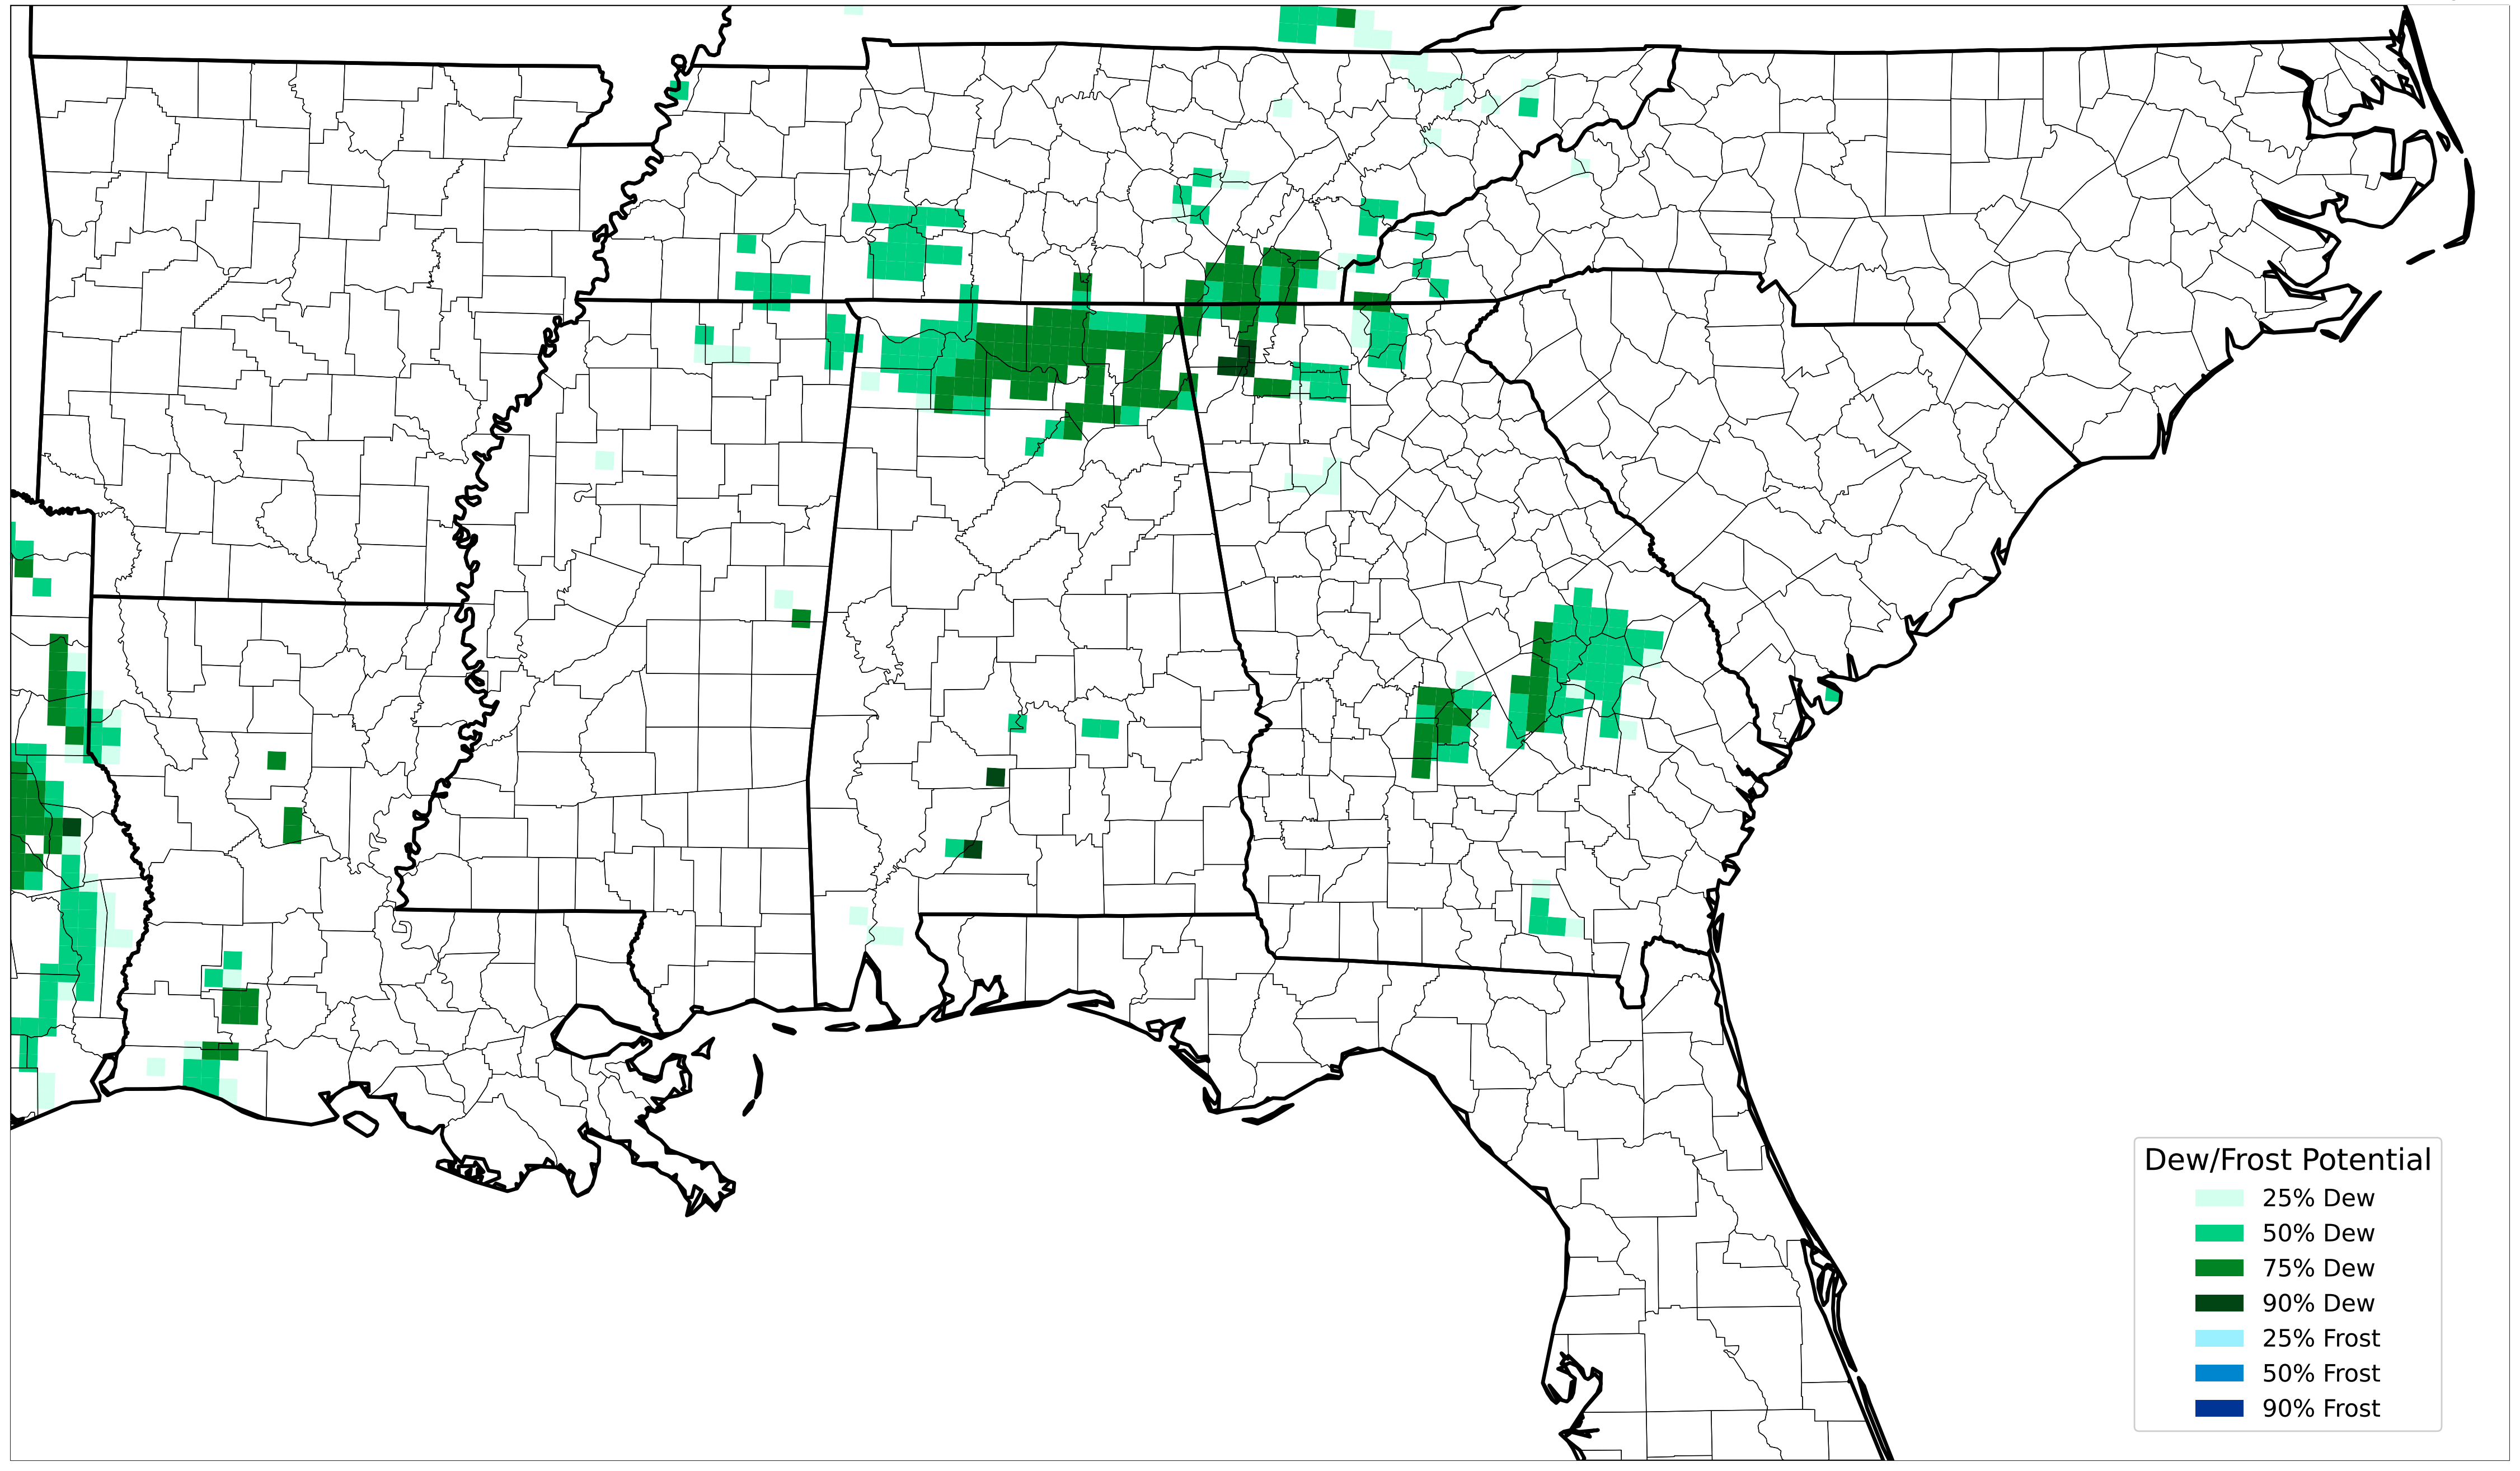 Dew/Frost Potential
25% Dew
50% Dew
75% Dew
90% Dew
25% Frost
50% Frost
90% Frost